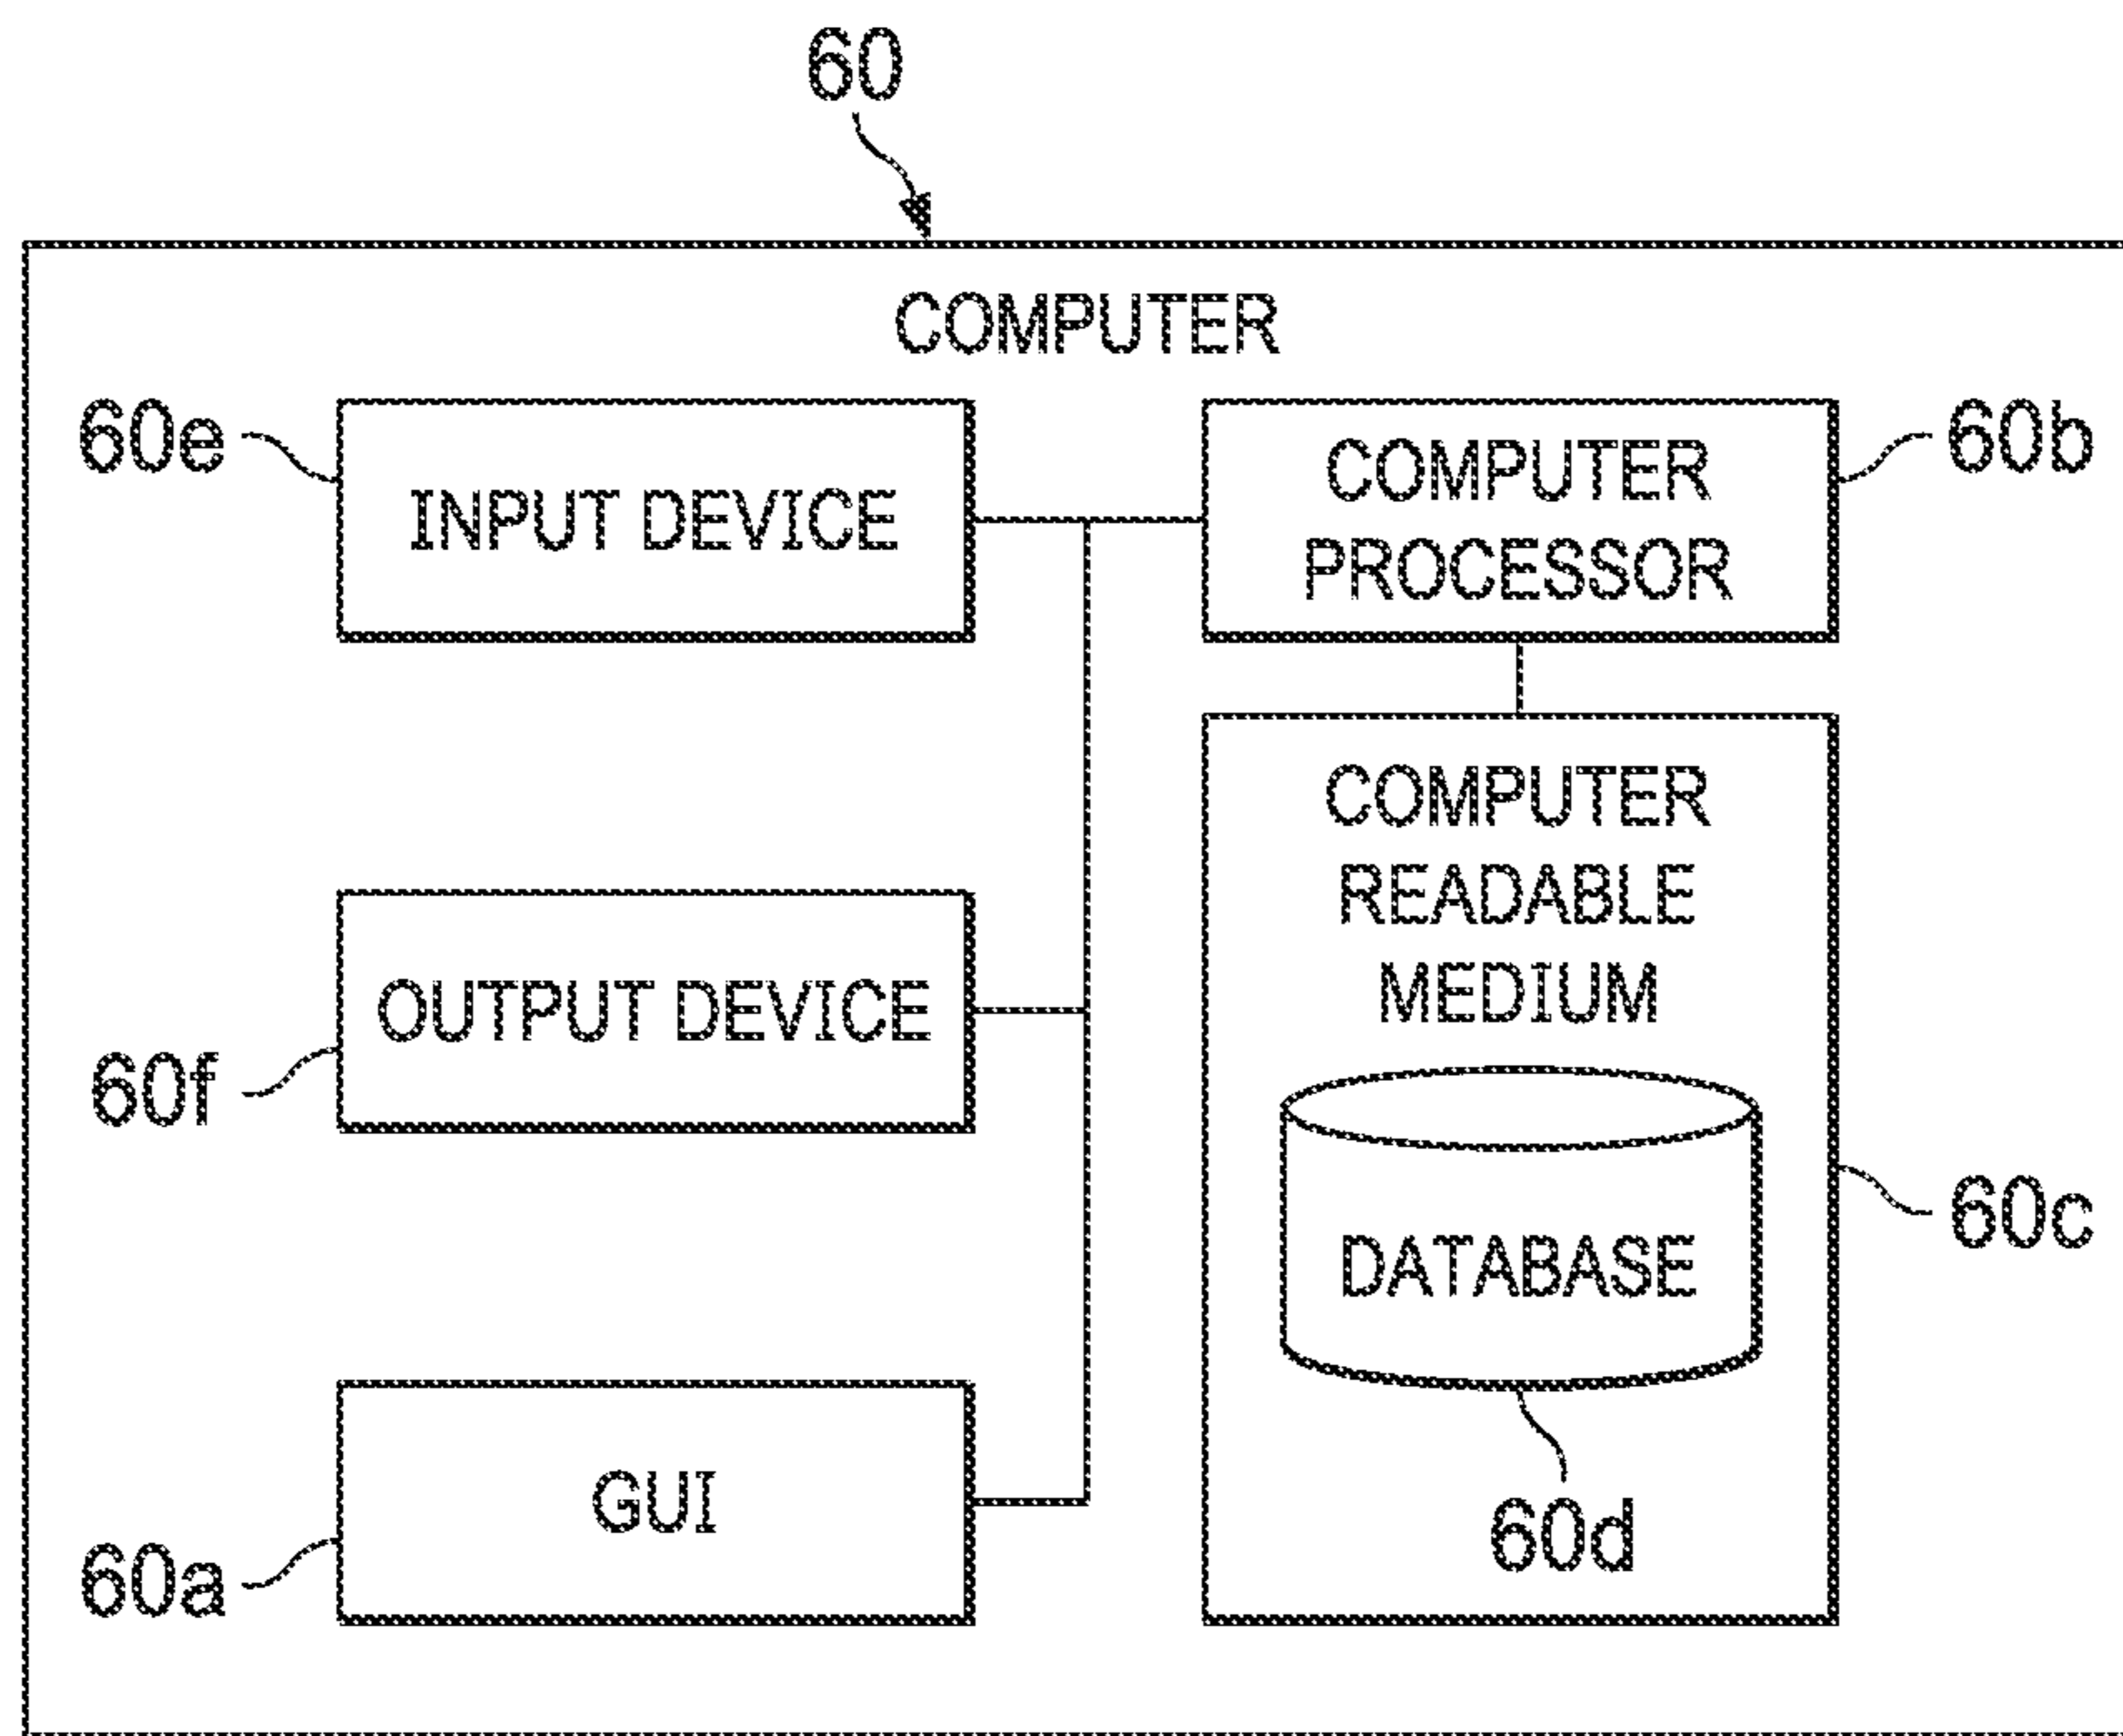 60
COMPUTER
60e
INPUT DEVICE
COMPUTER
PROCESSOR
60b
OUTPUT DEVICE
60f
COMPUTER
READABLE
MEDIUM
DATABASE
60c
60d
GUI
60a